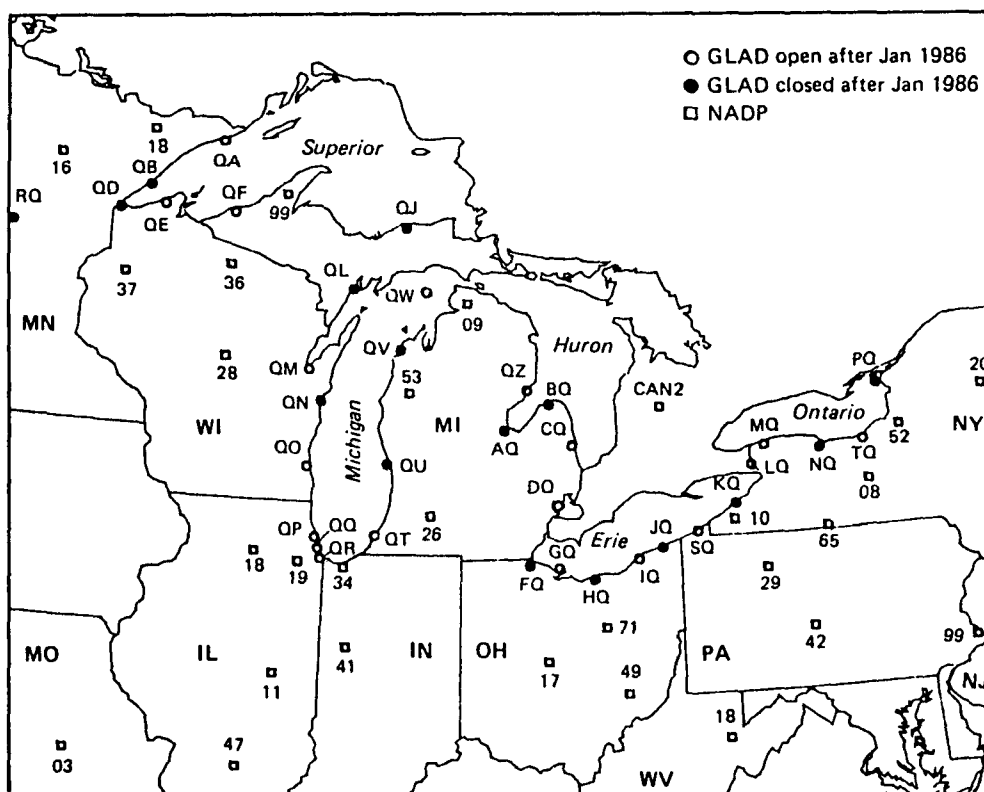 GLAD open after Jan 1986
GLAD closed after Jan 1986
NADP
18
16
QA
Superior
QB
RQ
QD
QF
99
QE
QJ
QL
37
36
QW
09
MN
Huron
QV
PQ
20
28
QM
53
QZ
BQ
CAN2
QN
Ontario
WI
Michigan
MI
CQ
MQ
52
NY
AQ
TQ
QO
QU
LQ
NQ
KQ
08
DQ
QP
QQ
JQ
10
QT
26
Erie
SQ
65
QR
GQ
18
19
34
FQ
IQ
29
HQ
71
42
99
MO
IL
41
IN
OH
PA
17
49
11
NJ
18
47
03
WV